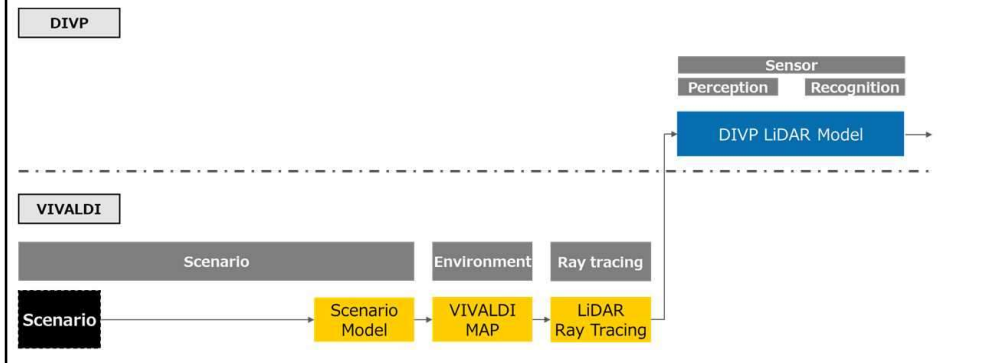 DIVP
Sensor
Perception Recognition
DIVP LiDAR Model
VIVALDI
Scenario Environment Ray tracing
Scenario
Scenario
Model
VIVALDI
MAP
LiDAR
Ray Tracing